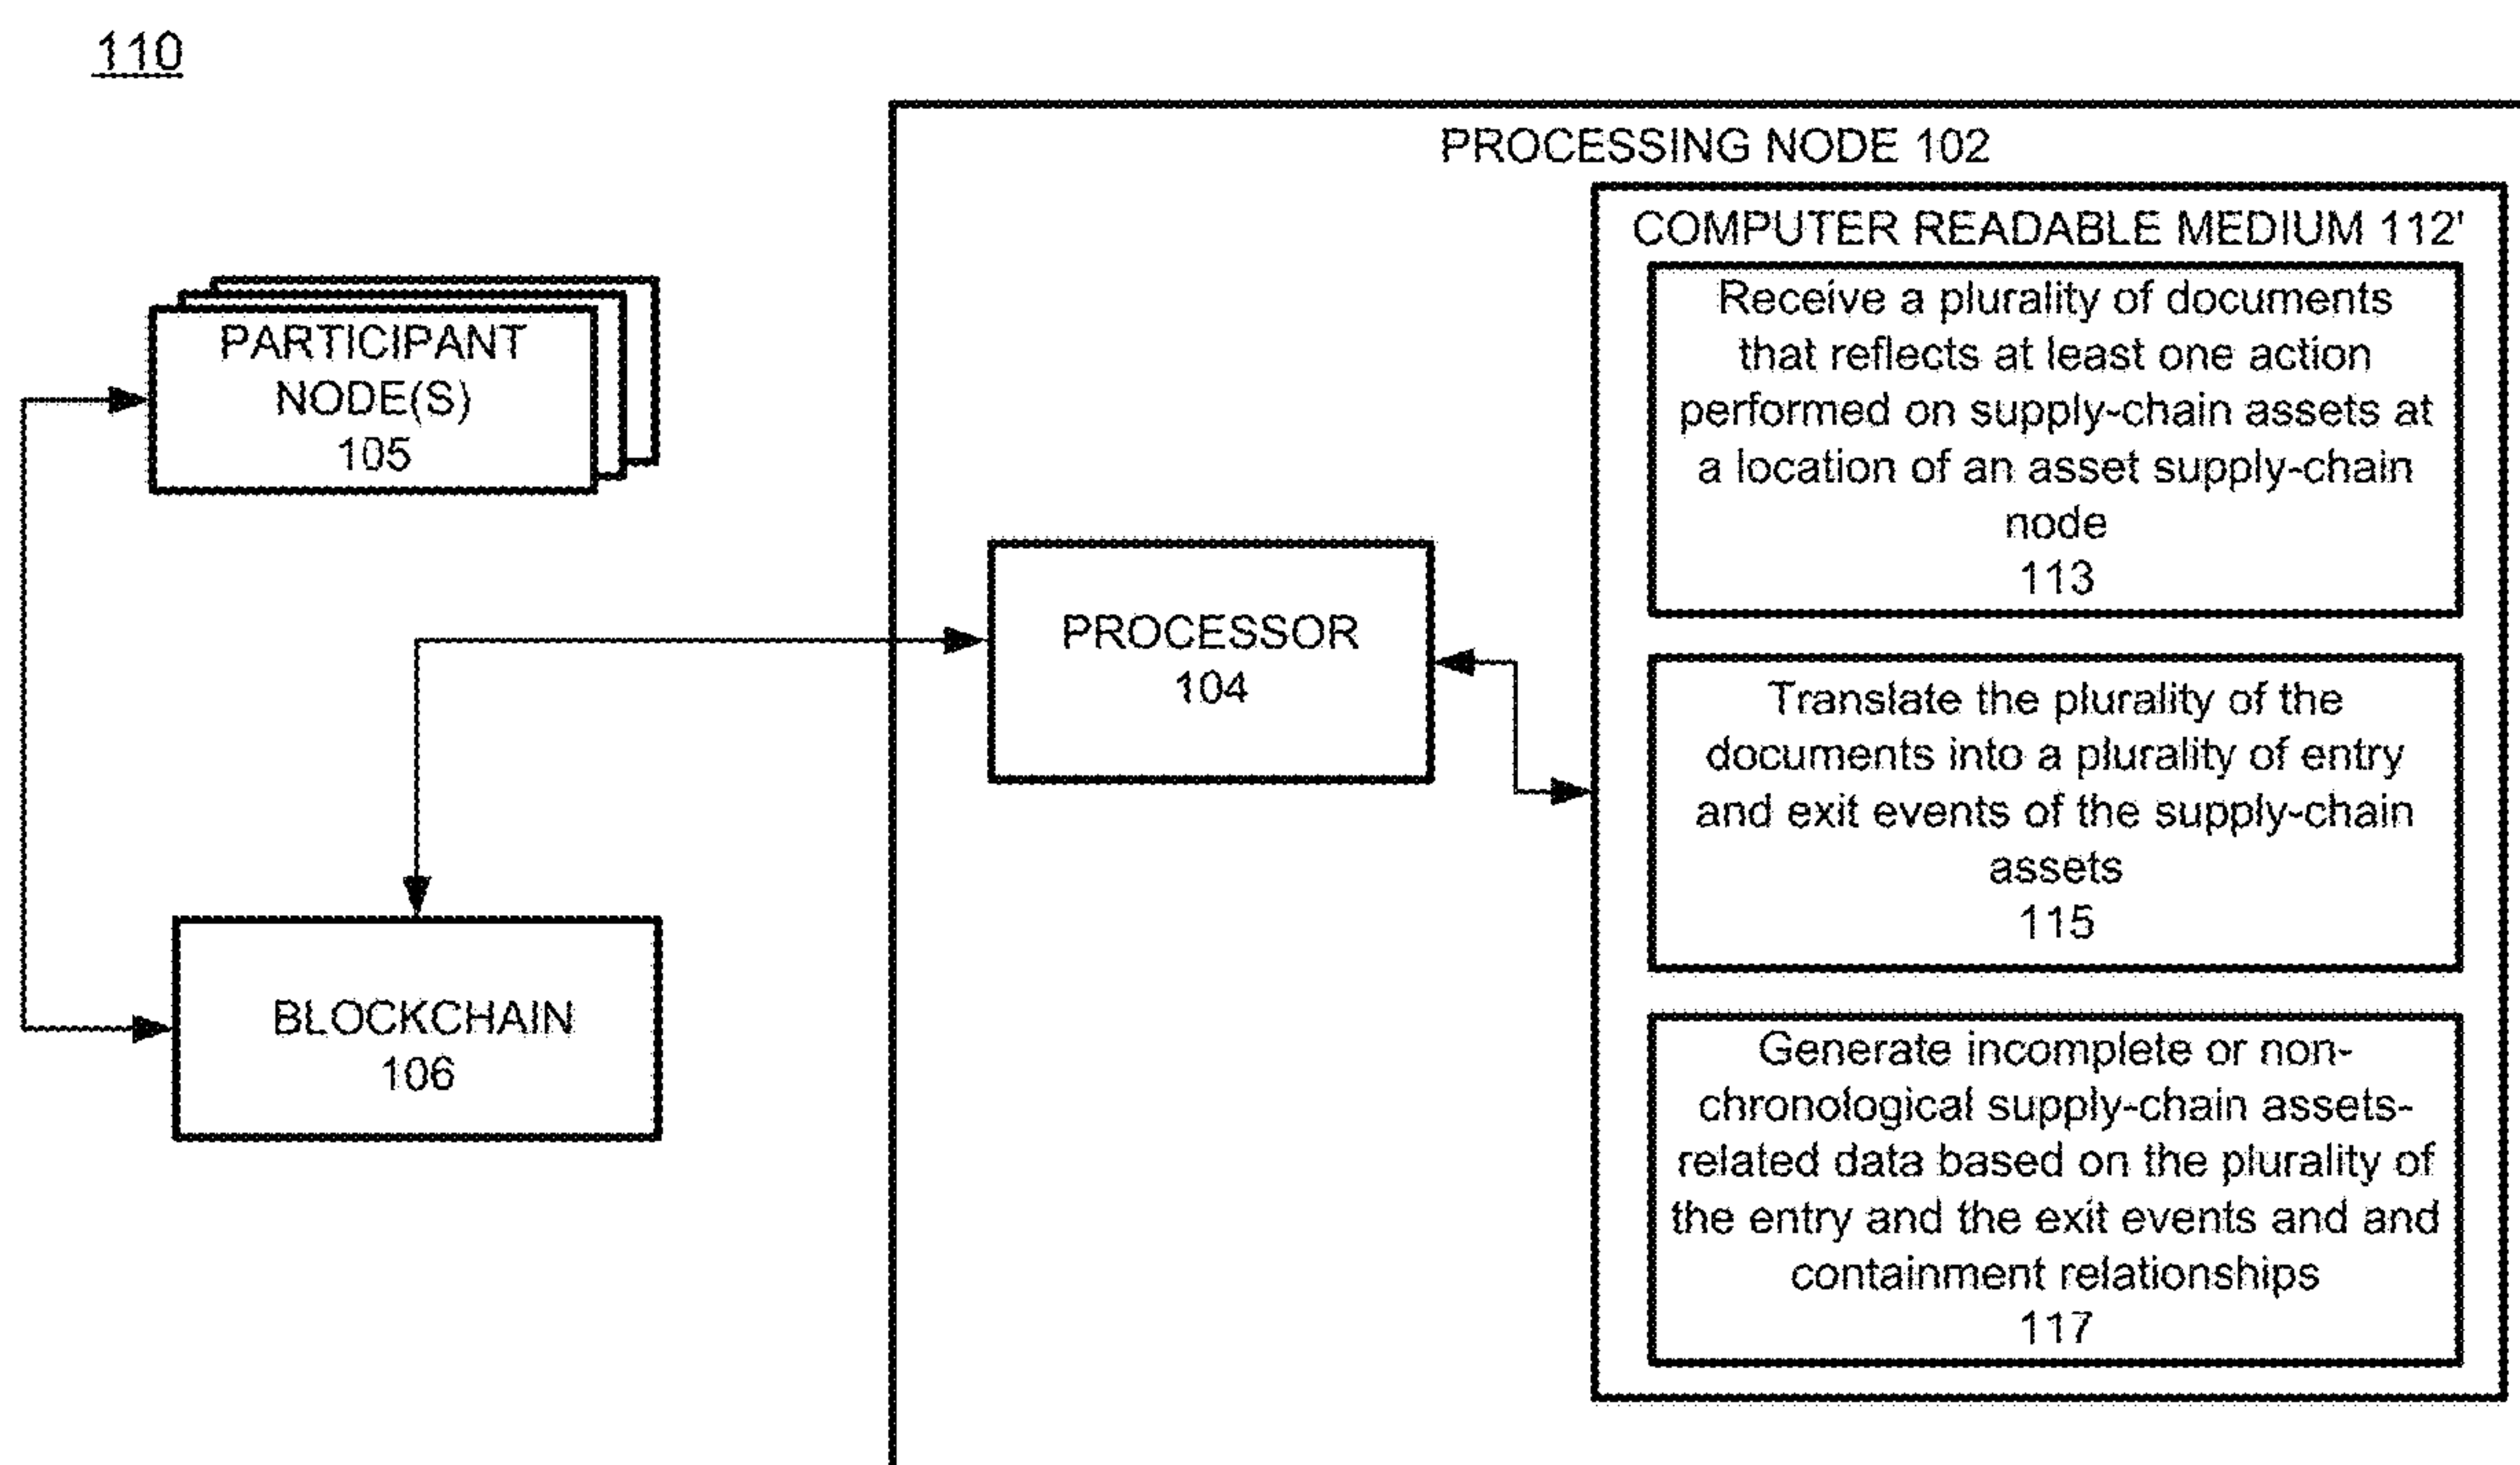 110
PROCESSING NODE 102
COMPUTER READABLE MEDIUM 112'
Receive a plurality of documents
that reflects at least one action
performed on supply-chain assets at
a location of an asset supply-chain
node
113
PARTICIPANT
NODE(S)
105
PROCESSOR
104
Translate the plurality of the
documents into a plurality of entry
and exit events of the supply-chain
assets
115
BLOCKCHAIN
106
Generate incomplete or non-
chronological supply-chain assets-
related data based on the plurality of
the entry and the exit events and and
containment relationships
117